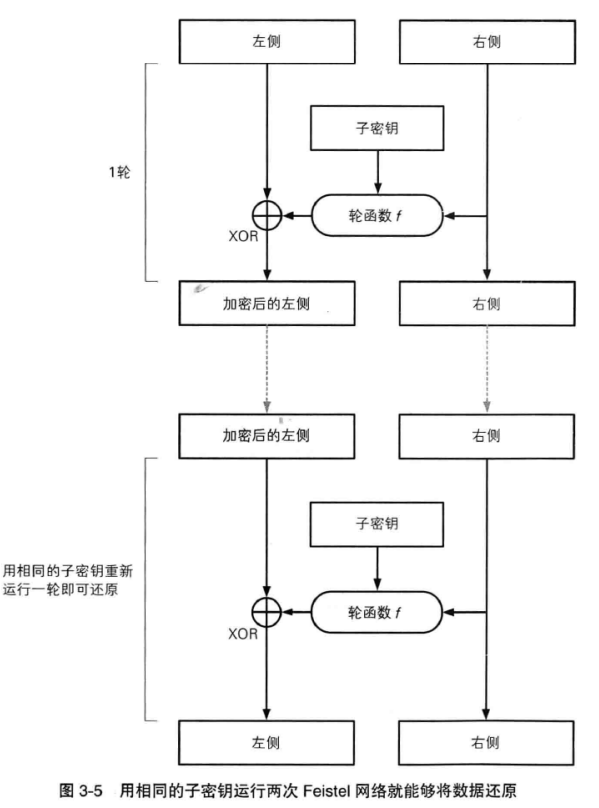 左侧
右侧
子密钥
1轮
轮函数 f
XOR
加密后的左侧
右侧
加密后的左侧
右侧
子密钥
用相同的子密钥重新
运行一轮即可还原
轮函数 f
XOR
左侧
右侧
图 3-5 用相同的子密钥运行两次 Feistel 网络就能够将数据还原